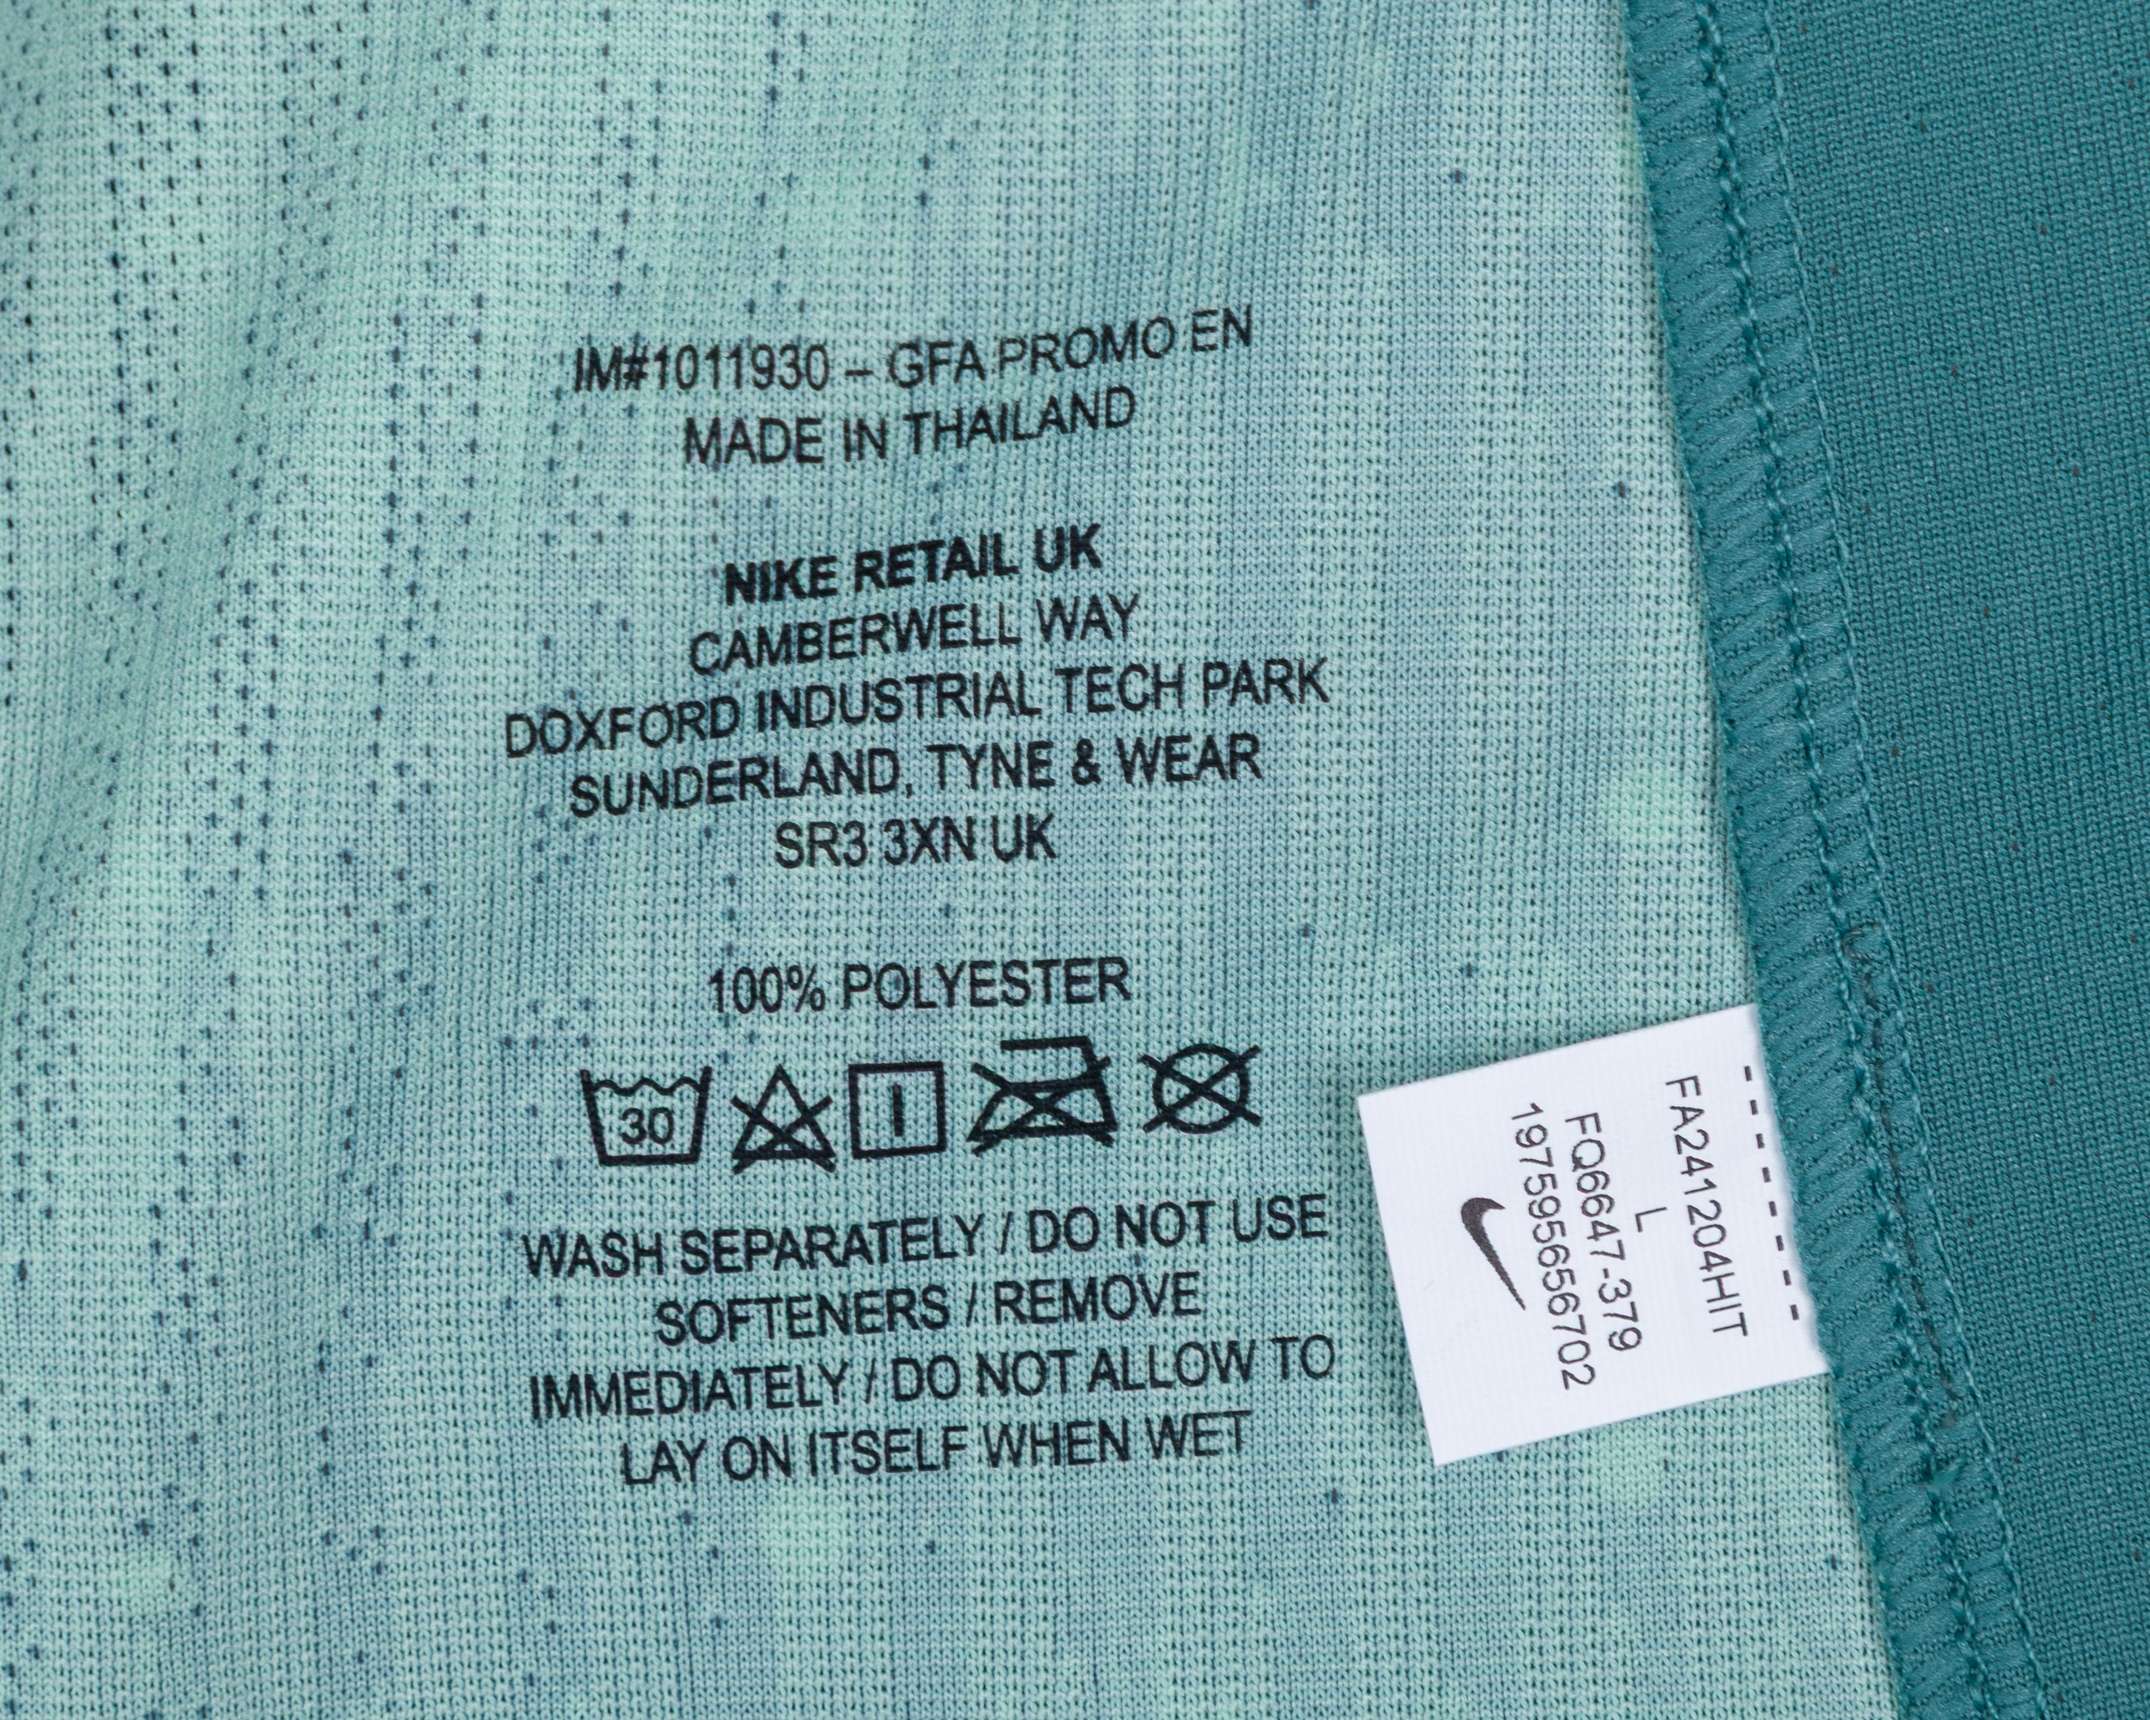 IM#1011930 – GFA PROMO EN
MADE IN THAILAND
NIKE RETAIL UK
CAMBERWELL WAY
DOXFORD INDUSTRIAL TECH PARK
SUNDERLAND, TYNE & WEAR
SR3 3XN UK
100% POLYESTER
30
WASH SEPARATELY / DO NOT USE
SOFTENERS / REMOVE
IMMEDIATELY / DO NOT ALLOW TO
LAY ON ITSELF WHEN WET
FA241204HIT
L
FQ6647-379
197595656702